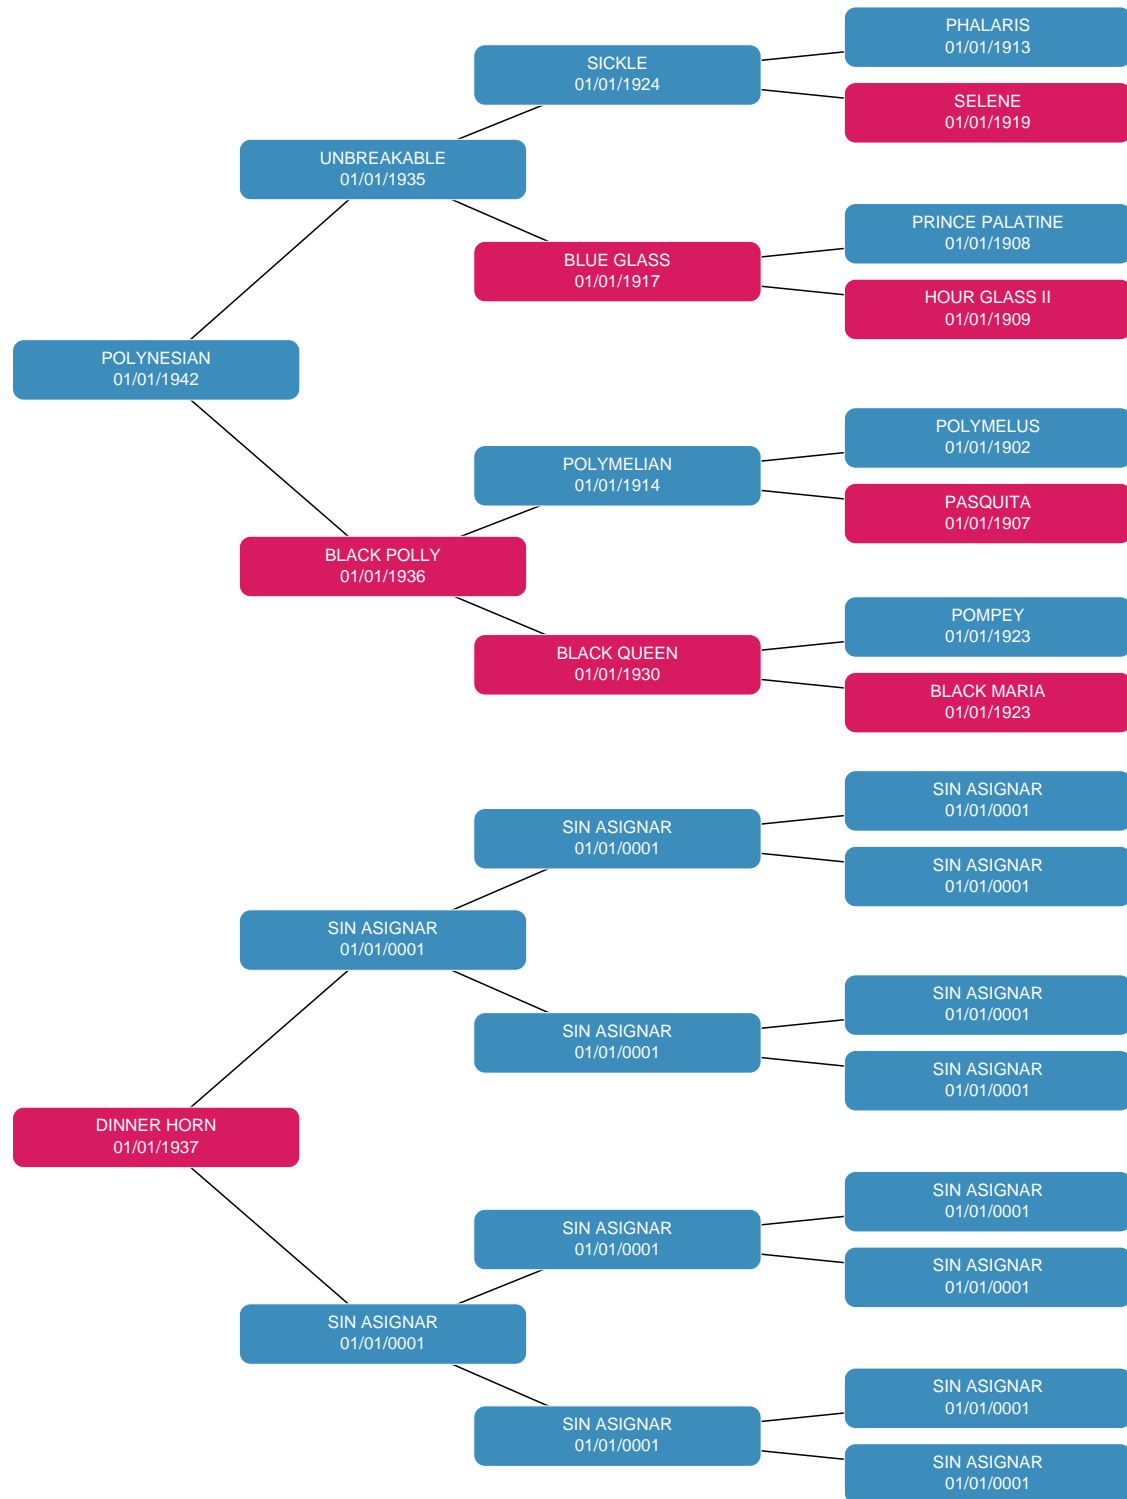 PHALARIS
01/01/1913
SICKLE
01/01/1924
SELENE
01/01/1919
UNBREAKABLE
01/01/1935
PRINCE PALATINE
01/01/1908
BLUE GLASS
01/01/1917
HOUR GLASS II
01/01/1909
POLYNESIAN
01/01/1942
POLYMELUS
01/01/1902
POLYMELIAN
01/01/1914
PASQUITA
01/01/1907
BLACK POLLY
01/01/1936
POMPEY
01/01/1923
BLACK QUEEN
01/01/1930
BLACK MARIA
01/01/1923
SIN ASIGNAR
01/01/0001
SIN ASIGNAR
01/01/0001
SIN ASIGNAR
01/01/0001
SIN ASIGNAR
01/01/0001
SIN ASIGNAR
01/01/0001
SIN ASIGNAR
01/01/0001
SIN ASIGNAR
01/01/0001
DINNER HORN
01/01/1937
SIN ASIGNAR
01/01/0001
SIN ASIGNAR
01/01/0001
SIN ASIGNAR
01/01/0001
SIN ASIGNAR
01/01/0001
SIN ASIGNAR
01/01/0001
SIN ASIGNAR
01/01/0001
SIN ASIGNAR
01/01/0001